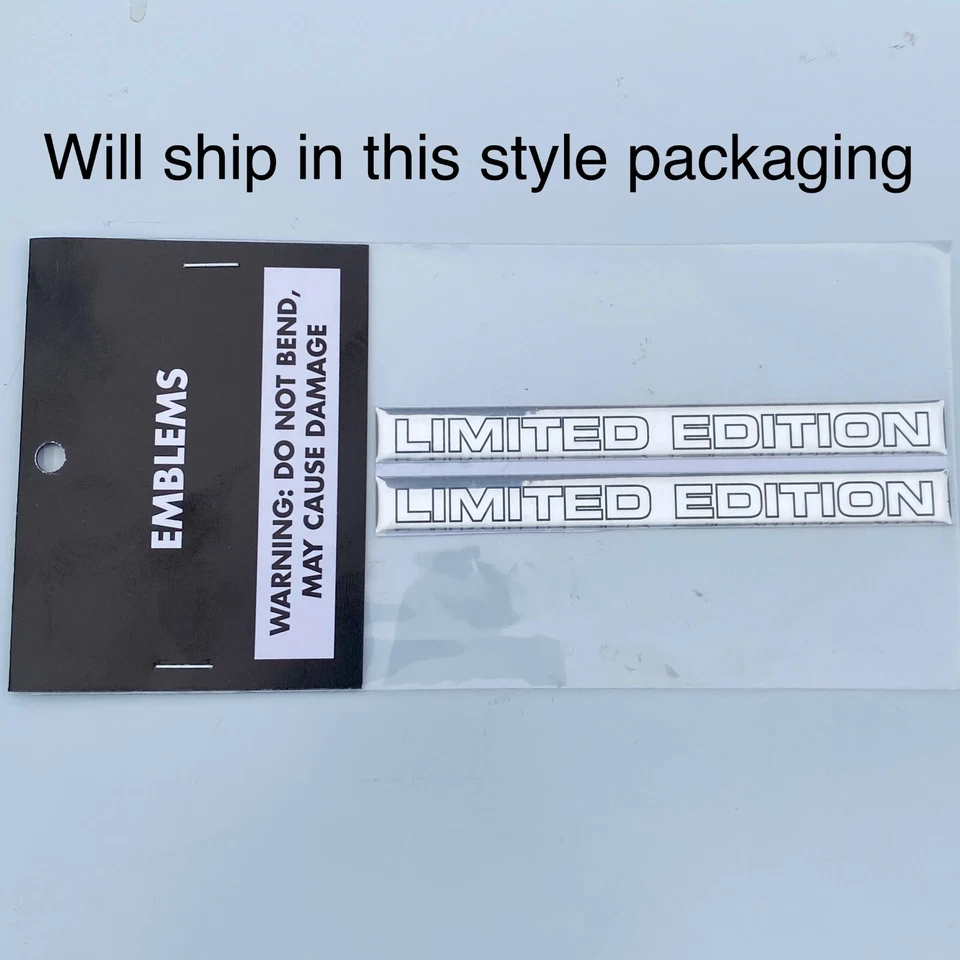 Will ship in this style packaging
EMBLEMS
WARNING: DO NOT BEND,
MAY CAUSE DAMAGE
LIMITED EDITION
LIMITED EDITION